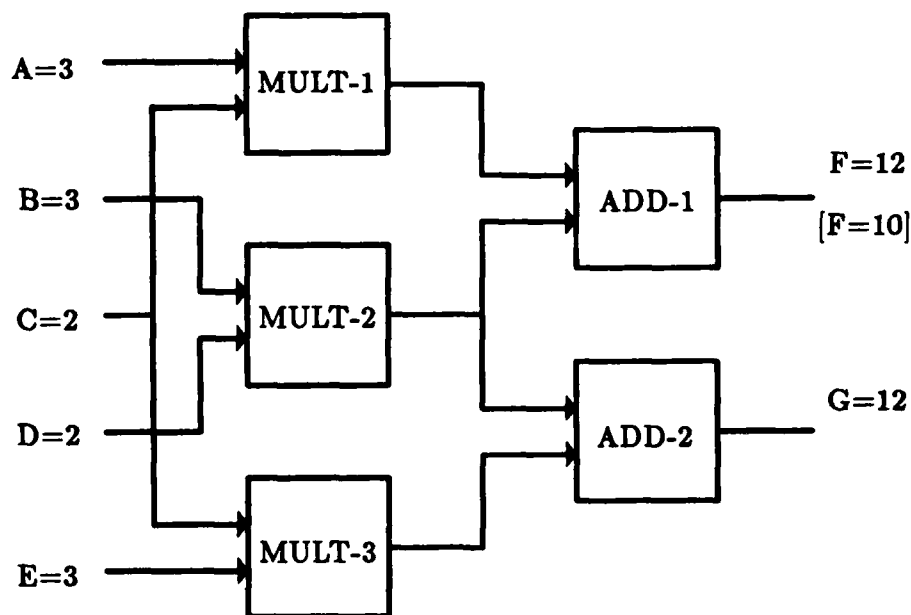 A=3
MULT-1
B=3
ADD-1
F=12
[F=10]
C=2
MULT-2
D=2
ADD-2
G=12
MULT-3
E=3